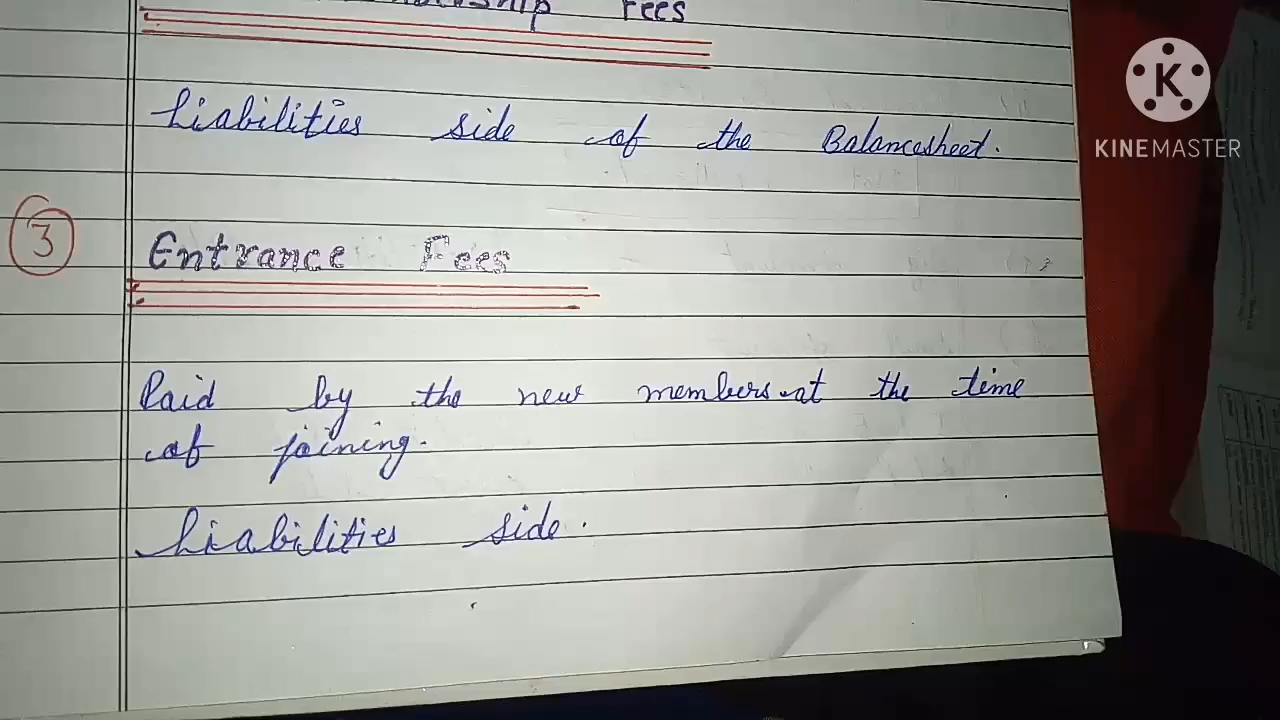 Fees
Liabilities side of the Balancesheet.
3
Entrance Fees
Paid by the new members at the time
of joining.
Liabilities side.
K
KINEMASTER